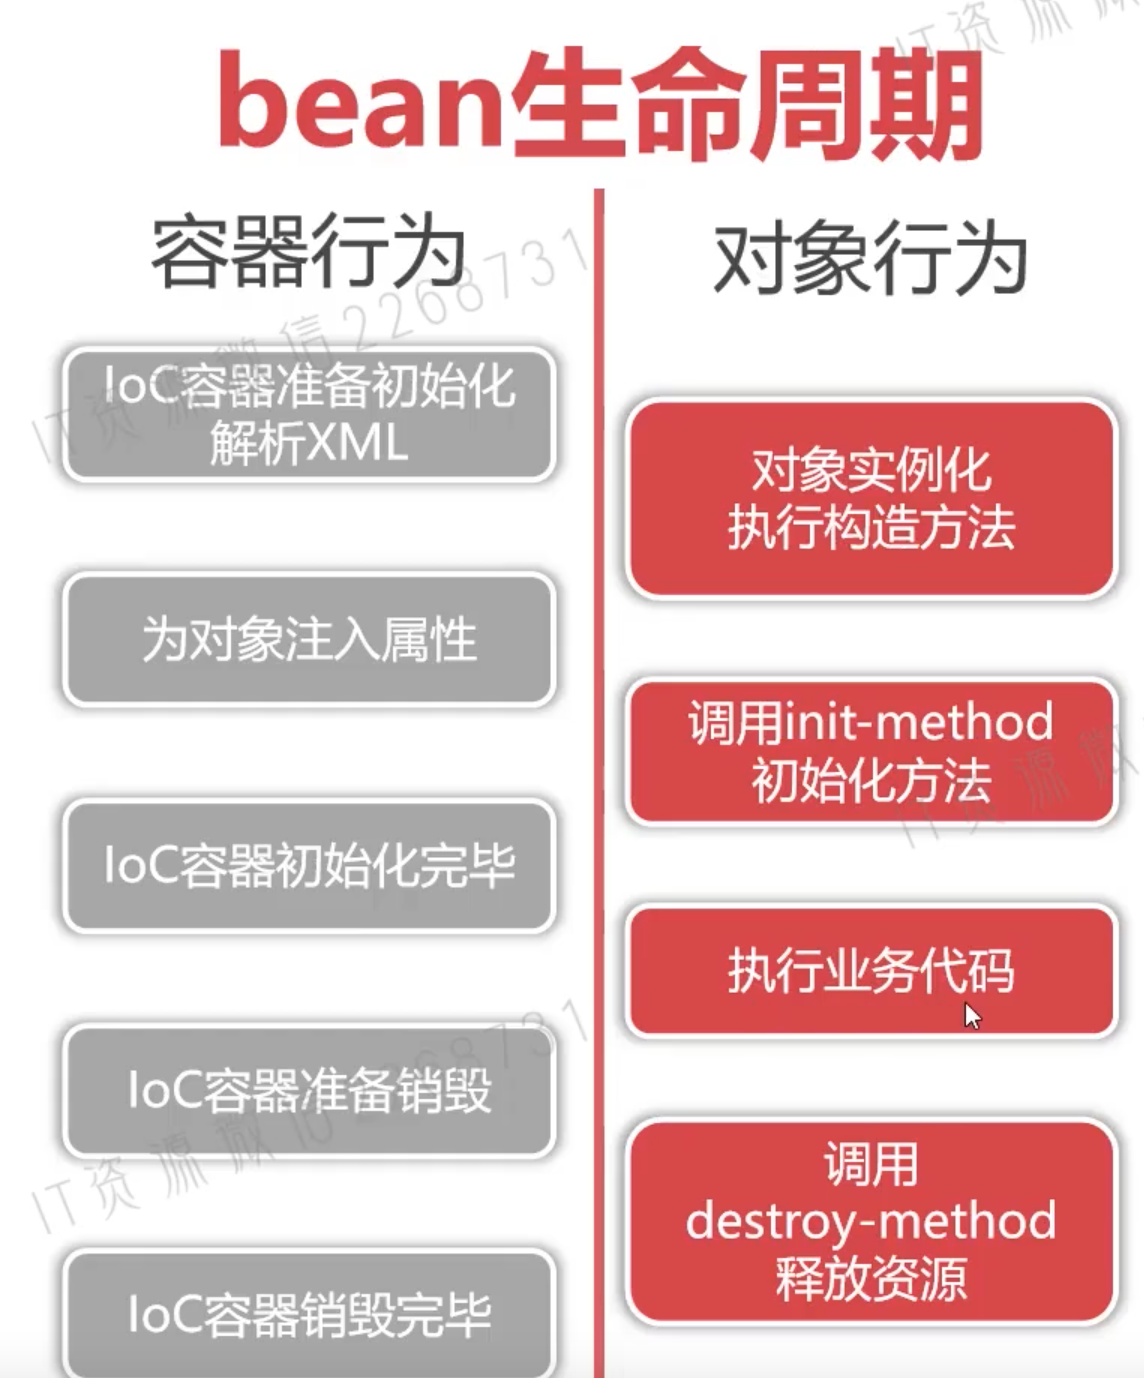 bean生命周期
容器行为
IoC容器准备初始化
解析XML
为对象注入属性
IoC容器初始化完毕
IoC容器准备销毁
IoC容器销毁完毕
对象行为
对象实例化
执行构造方法
调用init-method
初始化方法
执行业务代码
调用
destroy-method
释放资源
IT资源微信2268731
IT资源微信2268731
IT资源微
IT资源微